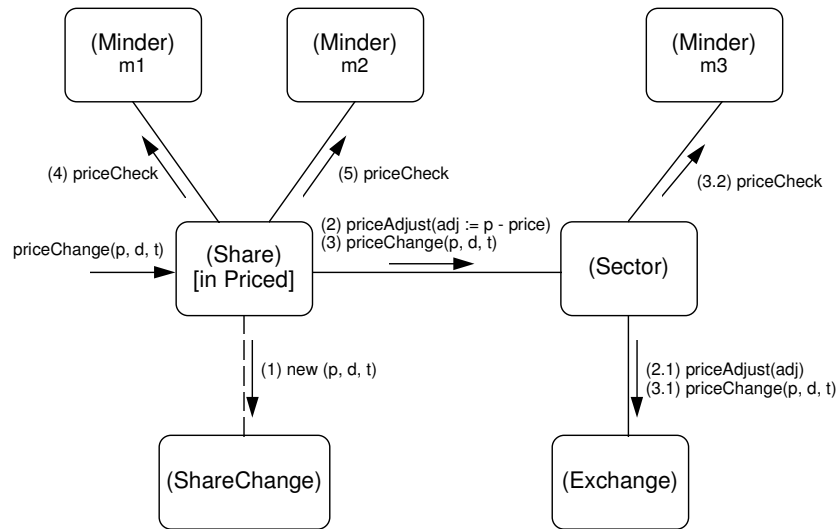 (Minder)
m1
(Minder)
m2
(Minder)
m3
(4) priceCheck
(5) priceCheck
(3.2) priceCheck
priceChange(p, d, t)
(Share)
[in Priced]
(2) priceAdjust(adj := p - price)
(3) priceChange(p, d, t)
(Sector)
(1) new (p, d, t)
(2.1) priceAdjust(adj)
(3.1) priceChange(p, d, t)
(ShareChange)
(Exchange)